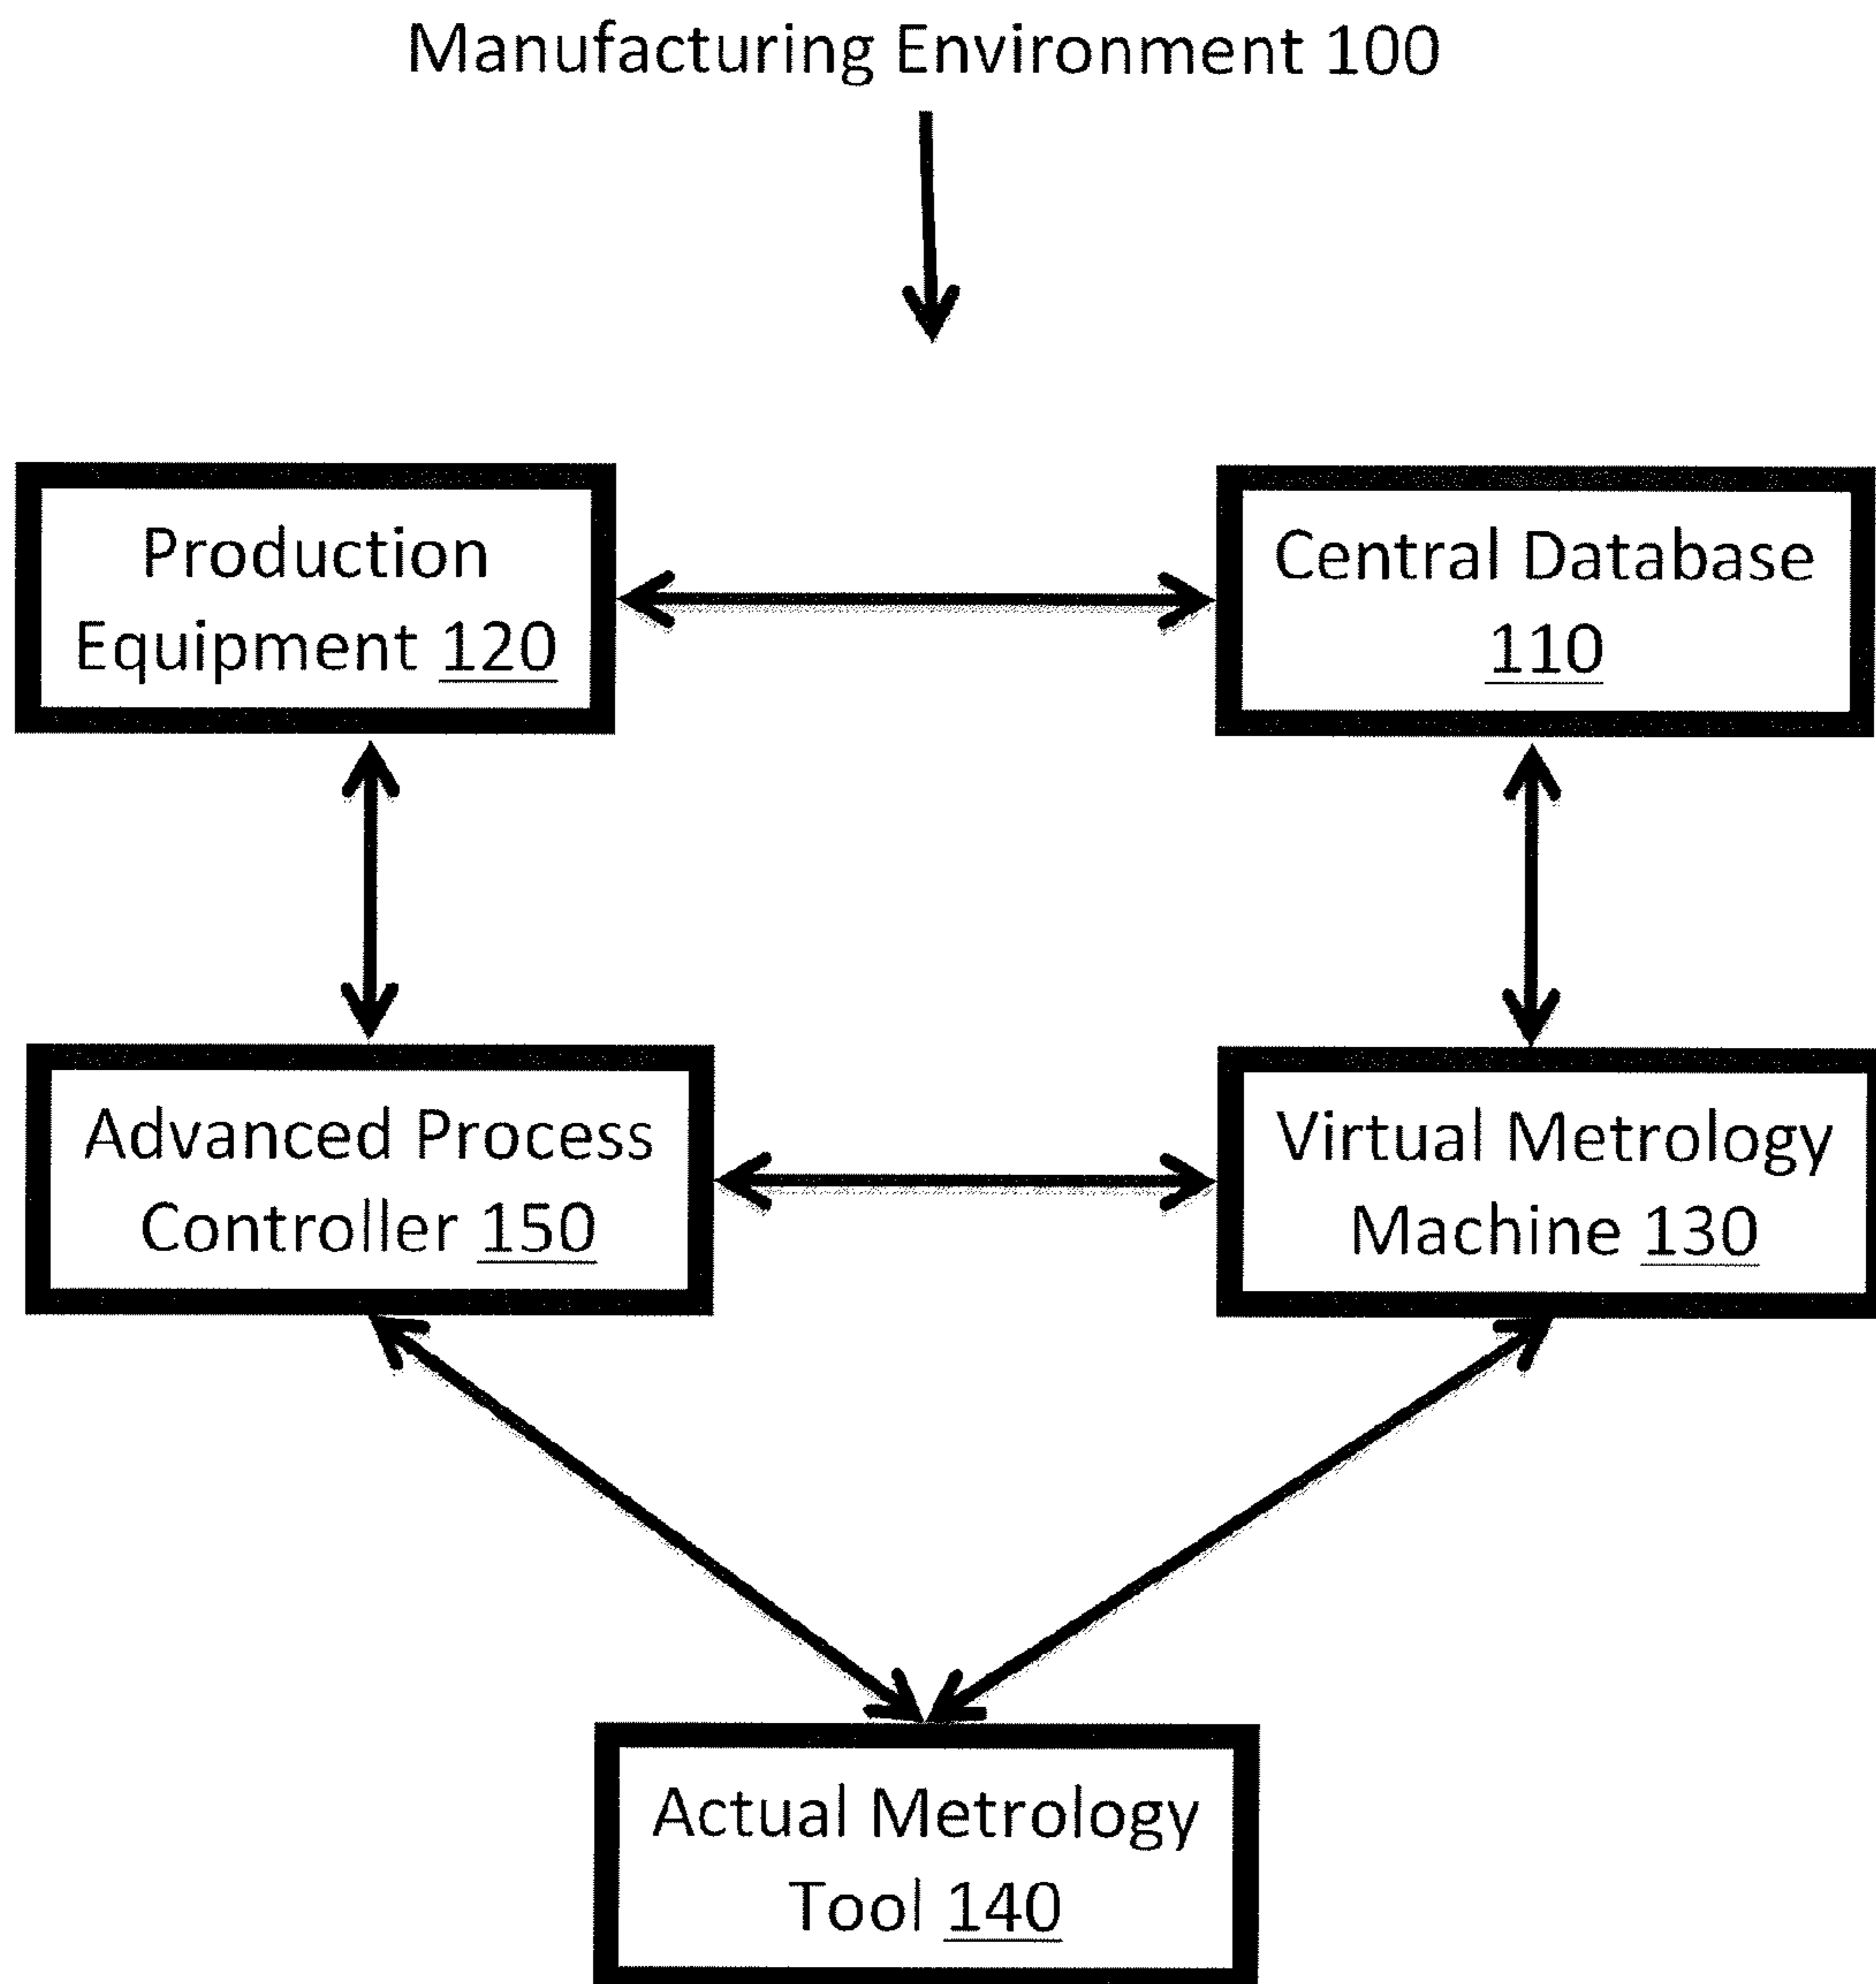 Manufacturing Environment 100
Production
Equipment 120
Central Database
110
Advanced Process
Controller 150
Virtual Metrology
Machine 130
Actual Metrology
Tool 140